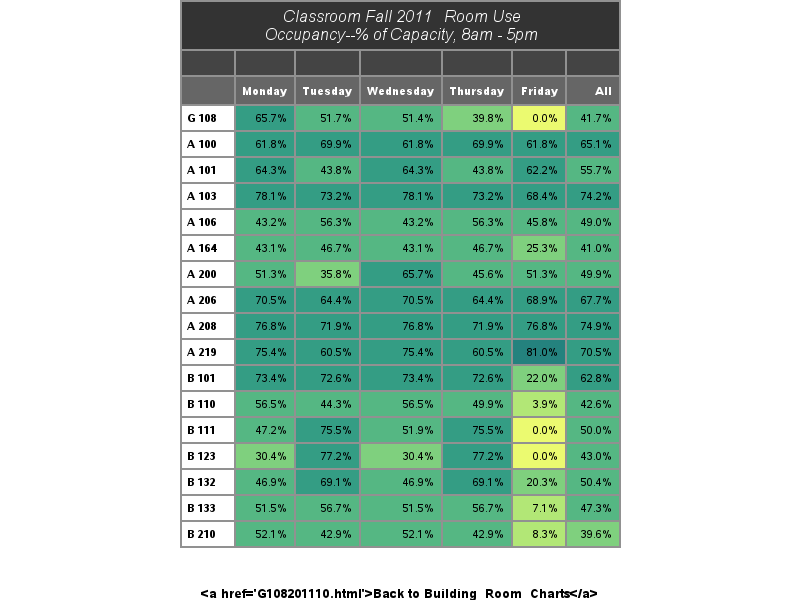 Classroom Fall 2011 Room Use
Occupancy--% of Capacity, 8am - 5pm
Monday Tuesday Wednesday Thursday Friday All
G 108 65.7% 51.7% 51.4% 39.8% 0.0% 41.7%
A 100 61.8% 69.9% 61.8% 69.9% 61.8% 65.1%
A 101 64.3% 43.8% 64.3% 43.8% 62.2% 55.7%
A 103 78.1% 73.2% 78.1% 73.2% 68.4% 74.2%
A 106 43.2% 56.3% 43.2% 56.3% 45.8% 49.0%
A 164 43.1% 46.7% 43.1% 46.7% 25.3% 41.0%
A 200 51.3% 35.8% 65.7% 45.6% 51.3% 49.9%
A 206 70.5% 64.4% 70.5% 64.4% 68.9% 67.7%
A 208 76.8% 71.9% 76.8% 71.9% 76.8% 74.9%
A 219 75.4% 60.5% 75.4% 60.5% 81.0% 70.5%
B 101 73.4% 72.6% 73.4% 72.6% 22.0% 62.8%
B 110 56.5% 44.3% 56.5% 49.9% 3.9% 42.6%
B 111 47.2% 75.5% 51.9% 75.5% 0.0% 50.0%
B 123 30.4% 77.2% 30.4% 77.2% 0.0% 43.0%
B 132 46.9% 69.1% 46.9% 69.1% 20.3% 50.4%
B 133 51.5% 56.7% 51.5% 56.7% 7.1% 47.3%
B 210 52.1% 42.9% 52.1% 42.9% 8.3% 39.6%
<a href='G108201110.html'>Back to Building_Room_Charts</a>